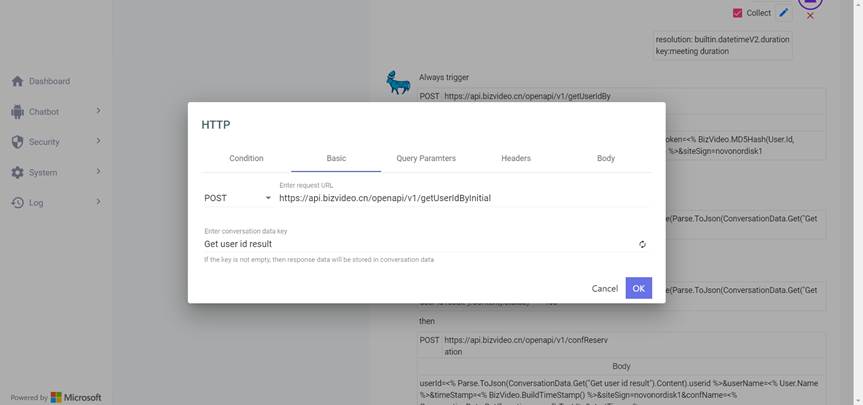 Collect
resolution: builtin.datetimeV2.duration
key:meeting duration
Dashboard
Chatbot
Security
System
Log
Always trigger
POST https://api.bizvideo.cn/openapi/v1/getUserIdBy
HTTP
Condition Basic Query Paramters Headers Body
Enter request URL
POST https://api.bizvideo.cn/openapi/v1/getUserIdByInitial
Enter conversation data key
Get user id result
If the key is not empty, then response data will be stored in conversation data
Cancel OK
oken=<% BizVideo.MD5Hash(User.Id,
%>&siteSign=novonordisk1
e(Parse.ToJson(ConversationData.Get("Get
e(Parse.ToJson(ConversationData.Get("Get
then
POST https://api.bizvideo.cn/openapi/v1/confReserv
ation
Body
userId=<% Parse.ToJson(ConversationData.Get("Get user id result").Content).userid %>&userName=<% User.Name
%>&timeStamp=<% BizVideo.BuildTimeStamp() %>&siteSign=novonordisk1&confName=<%
Powered by Microsoft